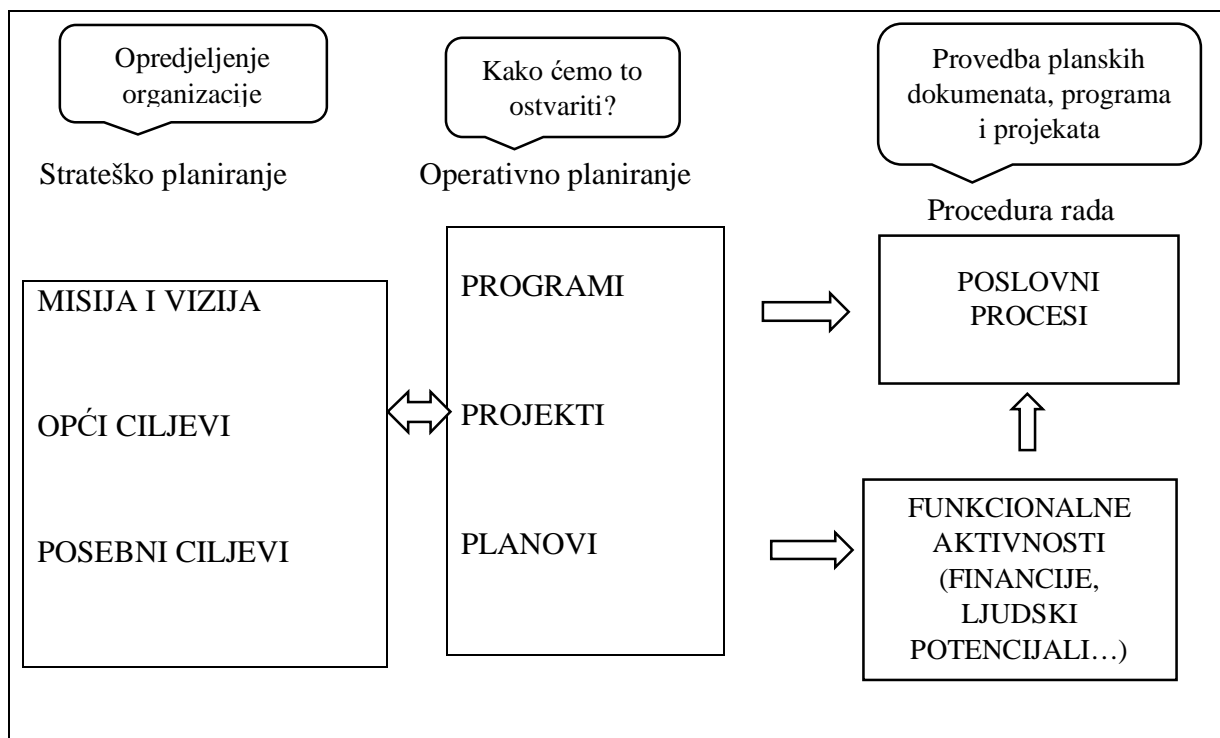 Opredjeljenje
organizacije
Strateško planiranje
MISIJA I VIZIJA
OPĆI CILJEVI
POSEBNI CILJEVI
Kako ćemo to
ostvariti?
Operativno planiranje
PROGRAMI
PROJEKTI
PLANOVI
Provedba planskih
dokumenata, programa
i projekata
Procedura rada
POSLOVNI
PROCESI
FUNKCIONALNE
AKTIVNOSTI
(FINANCIJE,
LJUDSKI
POTENCIJALI…)